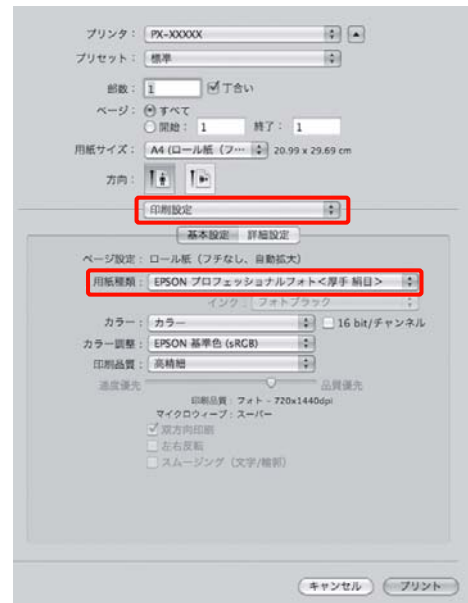 プリンタ： PX-XXXXX
プリセット： 標準
部数： 1 丁合い
ページ： すべて
開始： 1 終了： 1
用紙サイズ： A4 (ロール紙（フ… 20.99 x 29.69 cm
方向：
印刷設定
基本設定 詳細設定
ページ設定： ロール紙（フチなし、自動拡大）
用紙種類： EPSON プロフェッショナルフォト＜厚手 絹目＞
インク： フォトブラック
カラー： カラー 16 bit/チャンネル
カラー調整： EPSON 基準色 (sRGB)
印刷品質： 高精細
速度優先 品質優先
印刷品質： フォト - 720x1440dpi
マイクロウィーブ： スーパー
双方向印刷
左右反転
スムージング（文字/輪郭）
キャンセル プリント